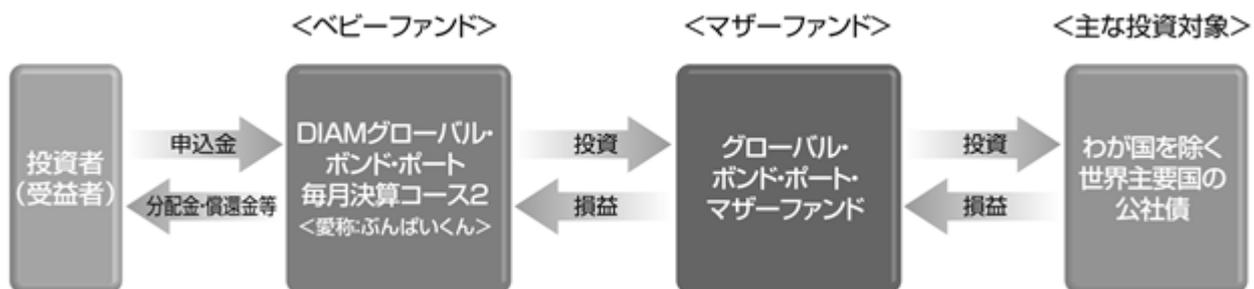 <ベビーファンド>
<マザーファンド>
<主な投資対象>
投資者
(受益者)
申込金
分配金・償還金等
DIAMグローバル・
ボンド・ポート
毎月決算コース2
<愛称:ぶんぱいくん>
投資
損益
グローバル・
ボンド・ポート・
マザーファンド
投資
損益
わが国を除く
世界主要国の
公社債